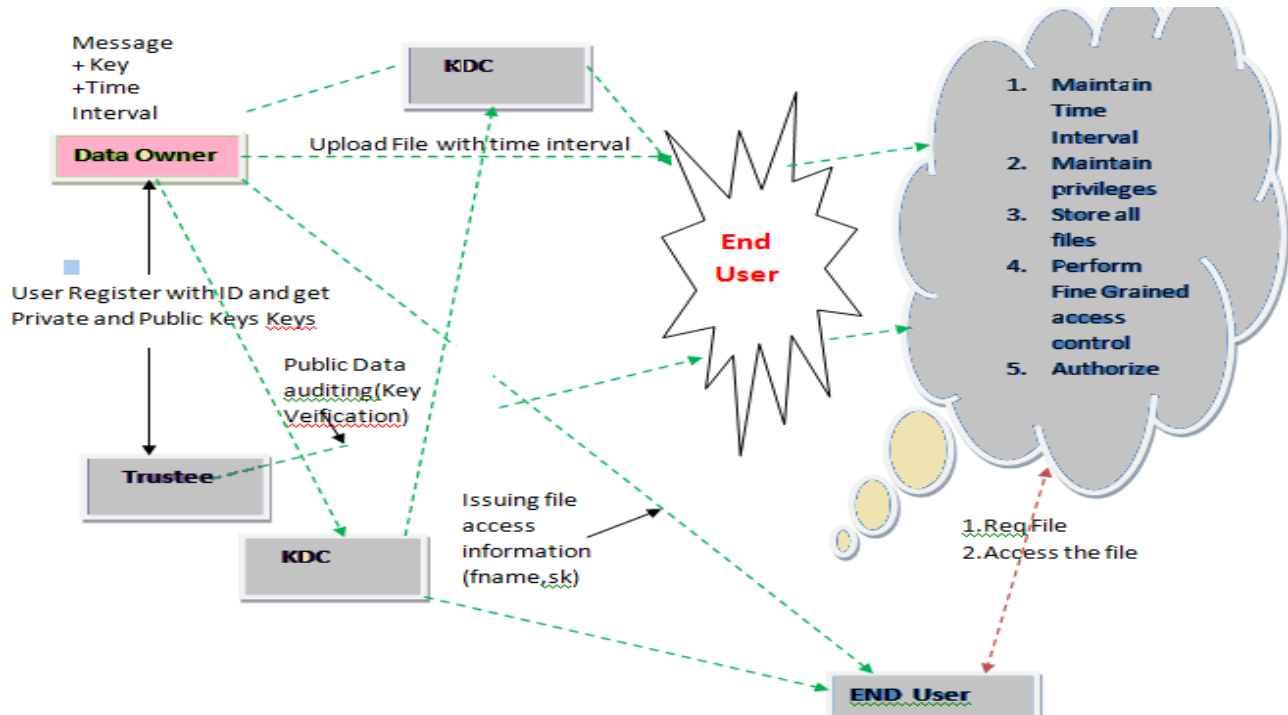 Message
+ Key
+Time
Interval
KDC
Data Owner
Upload File with time interval
User Register with ID and get
Private and Public Keys Keys
Public Data
auditing(Key
Veification)
Trustee
KDC
Issuing file
access
information
(fname,sk)
End
User
1. Maintain
Time
Interval
2. Maintain
privileges
3. Store all
files
4. Perform
Fine Grained
access
control
5. Authorize
1.Req File
2.Access the file
END User